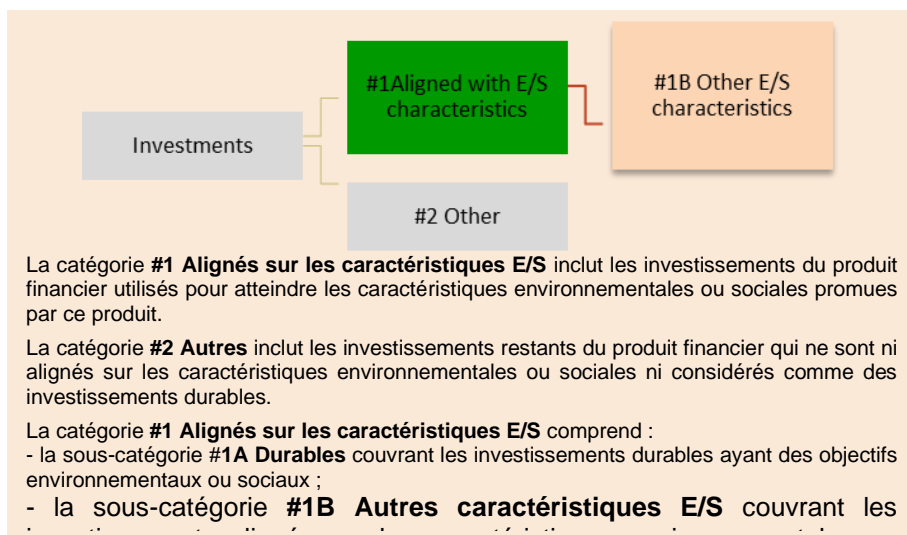 #1Aligned with E/S
characteristics
#1B Other E/S
characteristics
Investments
#2 Other
La catégorie #1 Alignés sur les caractéristiques E/S inclut les investissements du produit
financier utilisés pour atteindre les caractéristiques environnementales ou sociales promues
par ce produit.
La catégorie #2 Autres inclut les investissements restants du produit financier qui ne sont ni
alignés sur les caractéristiques environnementales ou sociales ni considérés comme des
investissements durables.
La catégorie #1 Alignés sur les caractéristiques E/S comprend :
- la sous-catégorie #1A Durables couvrant les investissements durables ayant des objectifs
environnementaux ou sociaux ;
- la sous-catégorie #1B Autres caractéristiques E/S couvrant les